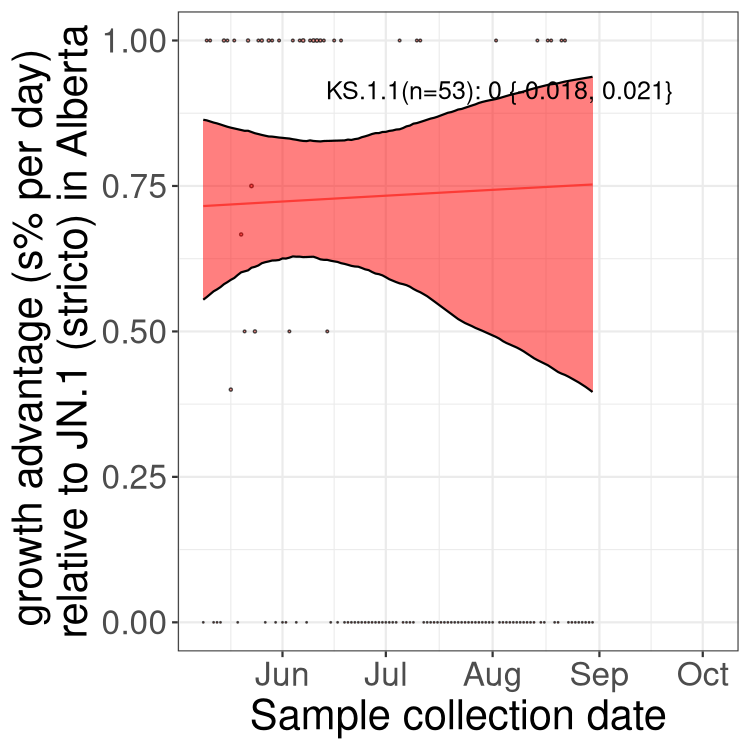 growth advantage (s% per day)
relative to JN.1 (stricto) in Alberta
1.00
0.75
0.50
0.25
0.00
KS.1.1(n=53): 0 { 0.018, 0.021}
Jun Jul Aug Sep Oct
Sample collection date